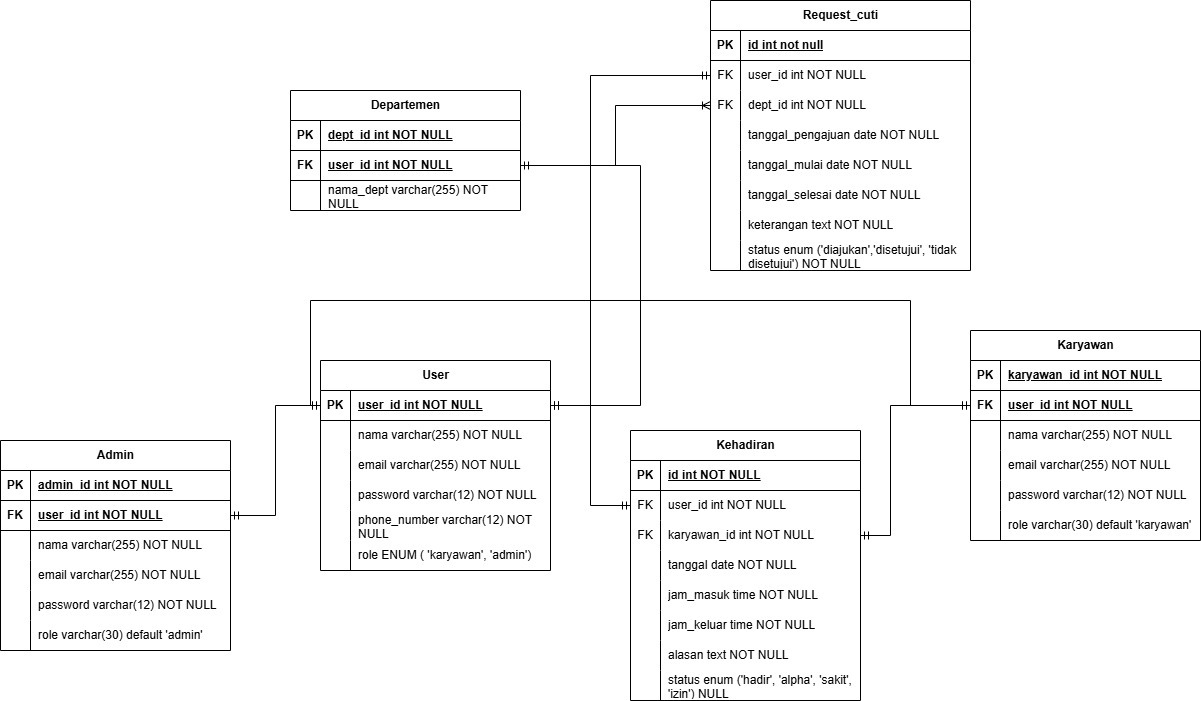 Request_cuti
PK id int not null
FK user_id int NOT NULL
FK dept_id int NOT NULL
tanggal_pengajuan date NOT NULL
tanggal_mulai date NOT NULL
tanggal_selesai date NOT NULL
keterangan text NOT NULL
status enum ('diajukan','disetujui', 'tidak
disetujui') NOT NULL
Departemen
PK dept_id int NOT NULL
FK user_id int NOT NULL
nama_dept varchar(255) NOT
NULL
Karyawan
PK karyawan_id int NOT NULL
FK user_id int NOT NULL
nama varchar(255) NOT NULL
email varchar(255) NOT NULL
password varchar(12) NOT NULL
role varchar(30) default 'karyawan'
User
PK user_id int NOT NULL
nama varchar(255) NOT NULL
email varchar(255) NOT NULL
password varchar(12) NOT NULL
phone_number varchar(12) NOT
NULL
role ENUM ( 'karyawan', 'admin')
Kehadiran
PK id int NOT NULL
FK user_id int NOT NULL
FK karyawan_id int NOT NULL
tanggal date NOT NULL
jam_masuk time NOT NULL
jam_keluar time NOT NULL
alasan text NOT NULL
status enum ('hadir', 'alpha', 'sakit',
'izin') NULL
Admin
PK admin_id int NOT NULL
FK user_id int NOT NULL
nama varchar(255) NOT NULL
email varchar(255) NOT NULL
password varchar(12) NOT NULL
role varchar(30) default 'admin'